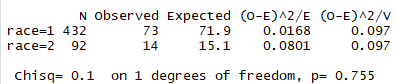 N Observed Expected (O-E)^2/E (O-E)^2/V
race=1 432 73 71.9 0.0168 0.097
race=2 92 14 15.1 0.0801 0.097
Chisq= 0.1 on 1 degrees of freedom, p= 0.755